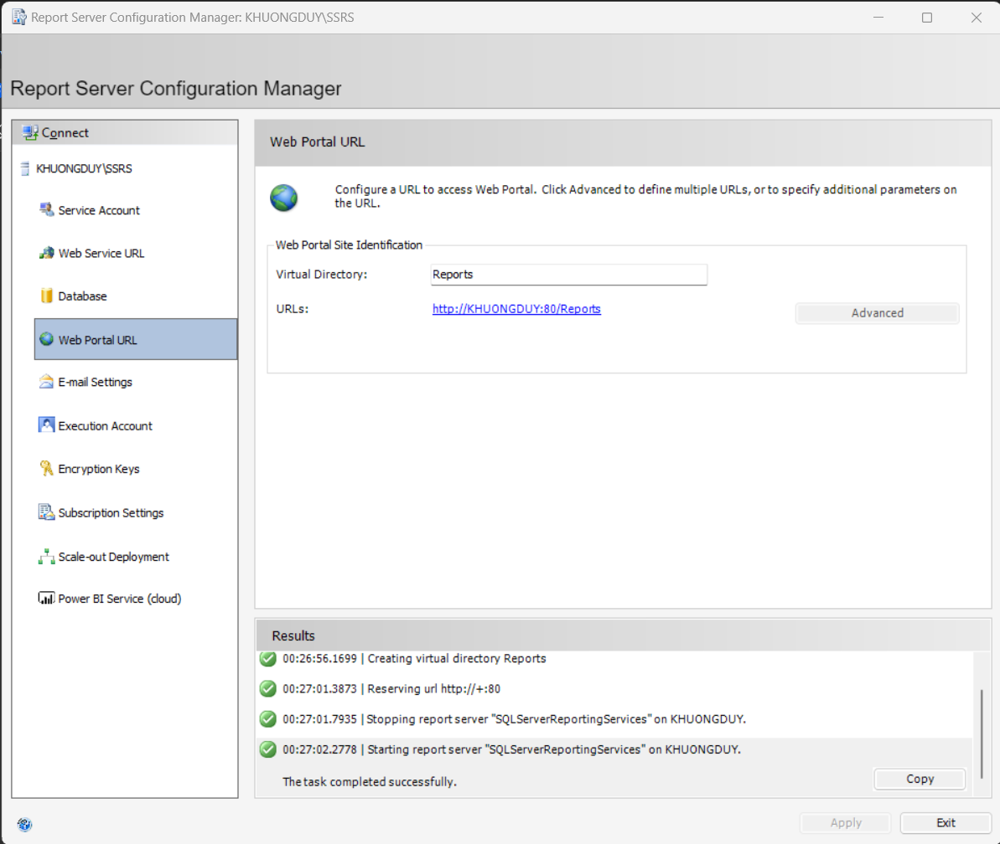 Report Server Configuration Manager: KHUONGDUY\SSRS
Report Server Configuration Manager
Connect
KHUONGDUY\SSRS
Service Account
Web Service URL
Database
Web Portal URL
E-mail Settings
Execution Account
Encryption Keys
Subscription Settings
Scale-out Deployment
Power BI Service (cloud)
Web Portal URL
Configure a URL to access Web Portal. Click Advanced to define multiple URLs, or to specify additional parameters on
the URL.
Web Portal Site Identification
Virtual Directory:
Reports
URLs:
http://KHUONGDUY:80/Reports
Advanced
Results
00:26:56.1699 | Creating virtual directory Reports
00:27:01.3873 | Reserving url http://+:80
00:27:01.7935 | Stopping report server "SQLServerReportingServices" on KHUONGDUY.
00:27:02.2778 | Starting report server "SQLServerReportingServices" on KHUONGDUY.
The task completed successfully.
Copy
Apply
Exit